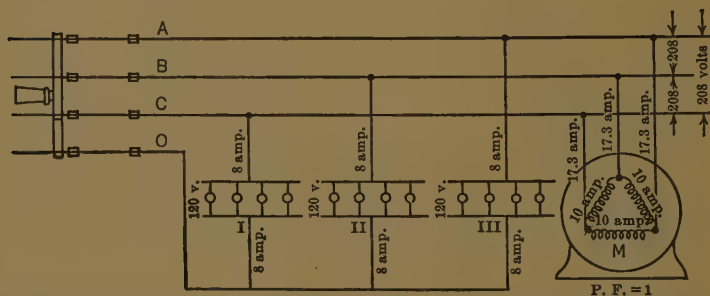 A
B
C
O
208
208
208 volts
8 amp.
8 amp.
8 amp.
17.3 amp.
17.3 amp.
17.3 amp.
120 v.
120 v.
120 v.
I
II
III
8 amp.
8 amp.
8 amp.
10 amp.
10 amp.
10 amp.
M
P. F. = 1